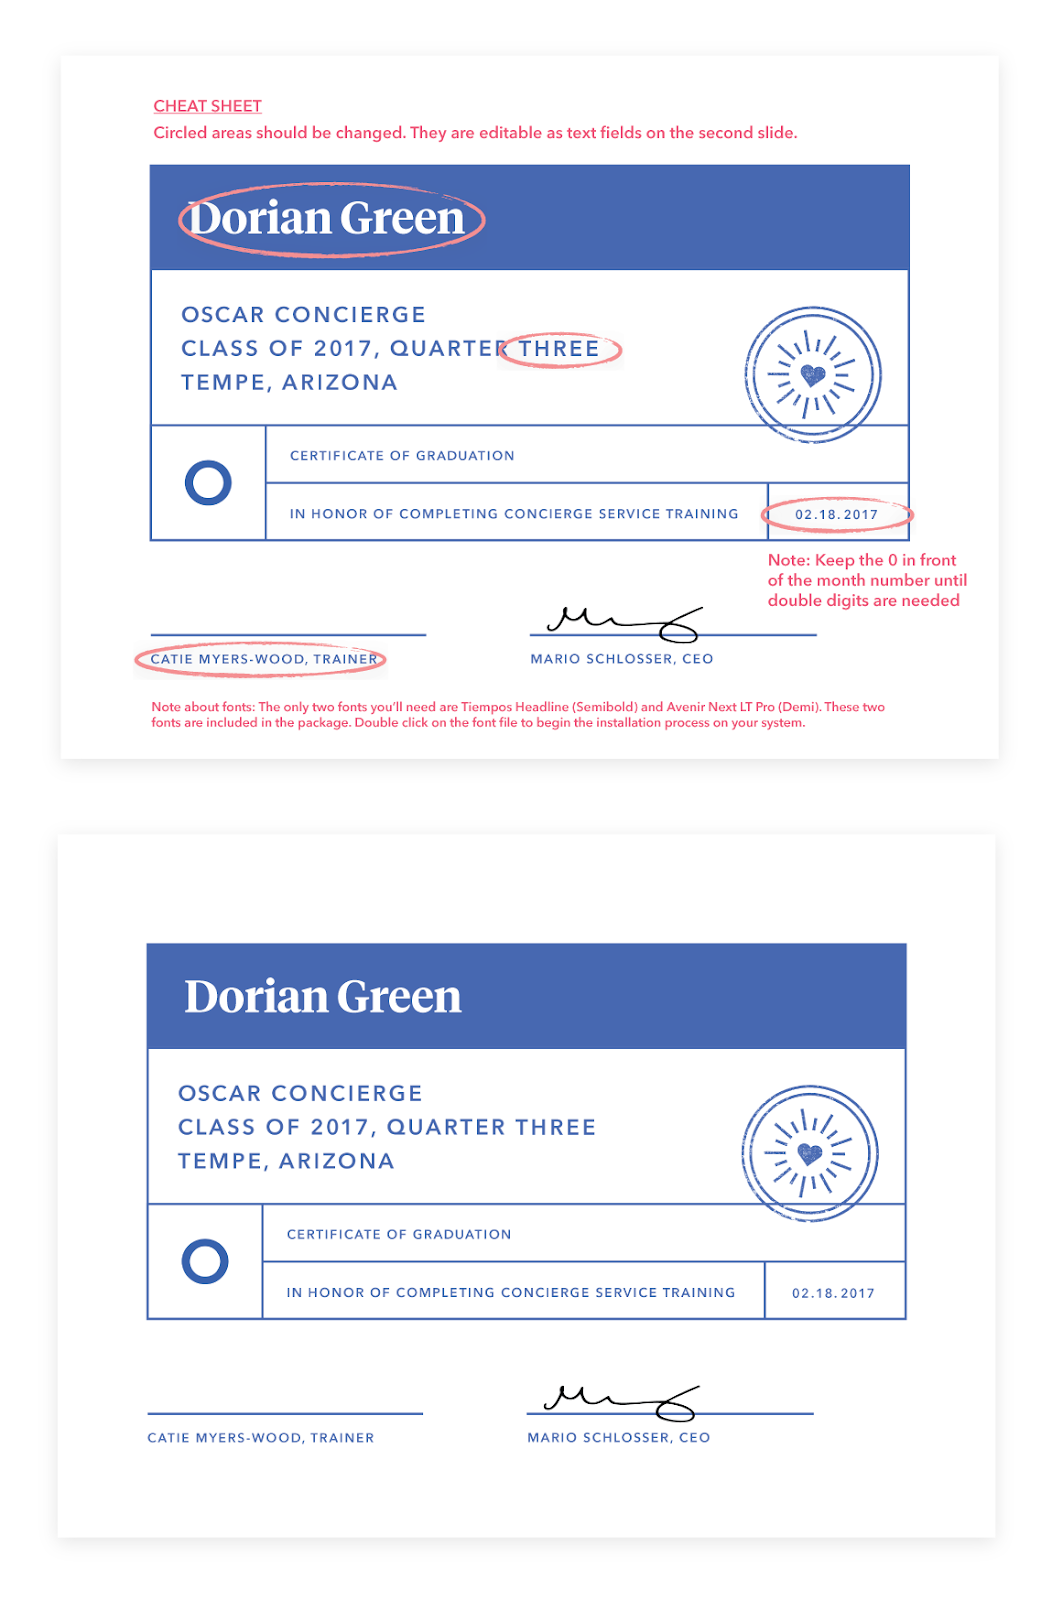 CHEAT SHEET
Circled areas should be changed. They are editable as text fields on the second slide.
Dorian Green
OSCAR CONCIERGE
CLASS OF 2017, QUARTER THREE
TEMPE, ARIZONA
CERTIFICATE OF GRADUATION
IN HONOR OF COMPLETING CONCIERGE SERVICE TRAINING
02.18.2017
Note: Keep the 0 in front
of the month number until
double digits are needed
CATIE MYERS-WOOD, TRAINER
MARIO SCHLOSSER, CEO
Note about fonts: The only two fonts you’ll need are Tiempos Headline (Semibold) and Avenir Next LT Pro (Demi). These two
fonts are included in the package. Double click on the font file to begin the installation process on your system.
Dorian Green
OSCAR CONCIERGE
CLASS OF 2017, QUARTER THREE
TEMPE, ARIZONA
CERTIFICATE OF GRADUATION
IN HONOR OF COMPLETING CONCIERGE SERVICE TRAINING
02.18.2017
CATIE MYERS-WOOD, TRAINER
MARIO SCHLOSSER, CEO